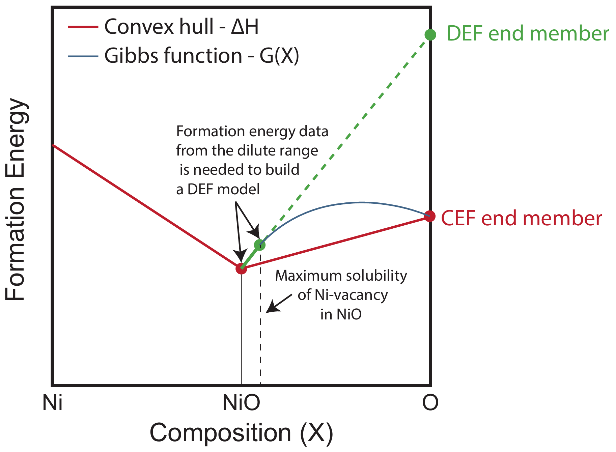 Convex hull - ΔH
Gibbs function - G(X)
DEF end member
Formation energy data
from the dilute range
is needed to build
a DEF model
CEF end member
Maximum solubility
of Ni-vacancy
in NiO
Formation Energy
Ni
NiO
O
Composition (X)